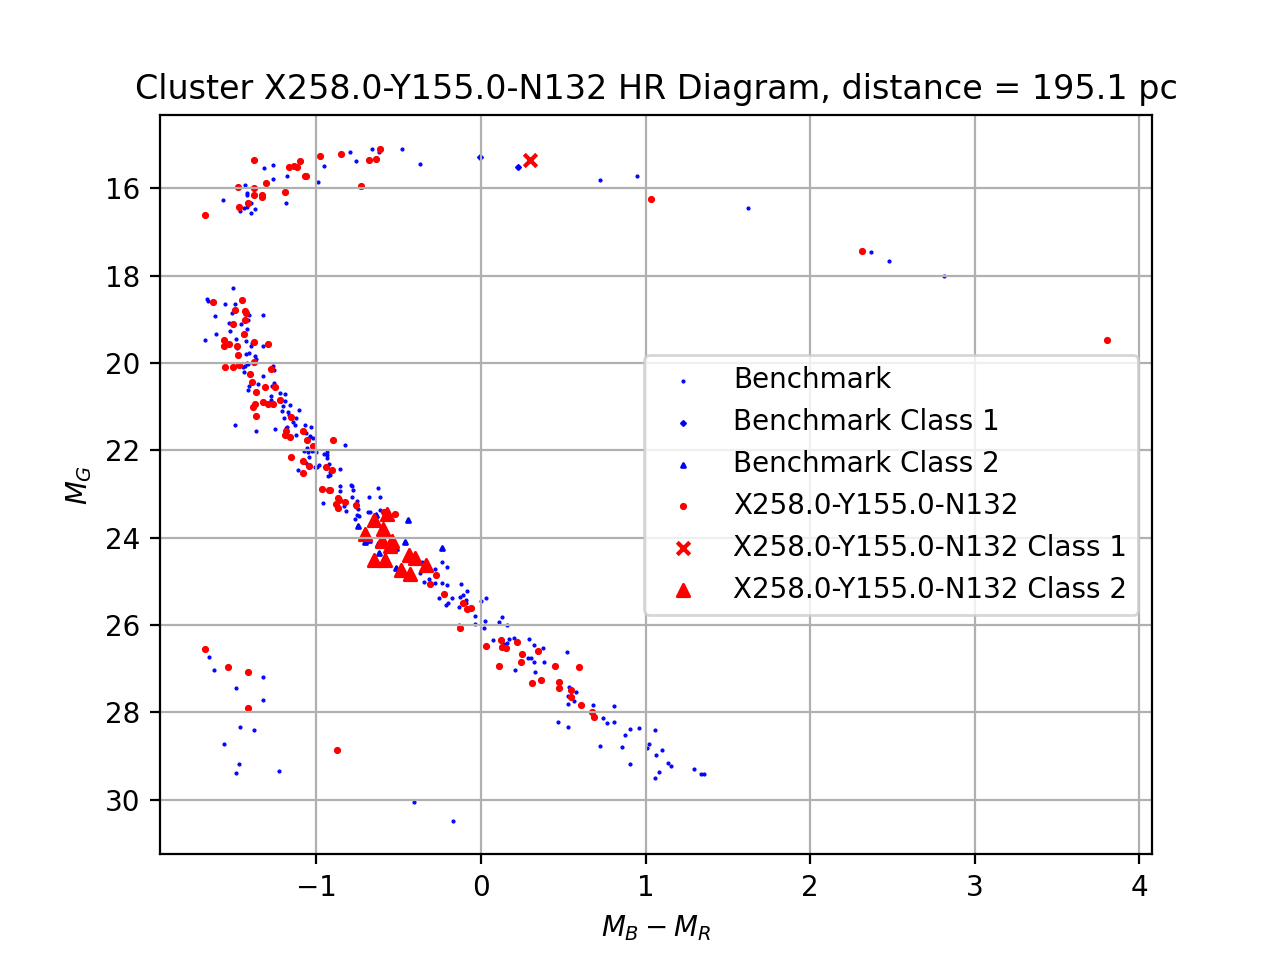 Cluster X258.0-Y155.0-N132 HR Diagram, distance = 195.1 pc
16
18
20
22
24
26
28
30
M_G
Benchmark
Benchmark Class 1
Benchmark Class 2
X258.0-Y155.0-N132
X258.0-Y155.0-N132 Class 1
X258.0-Y155.0-N132 Class 2
−1 0 1 2 3 4
M_B − M_R